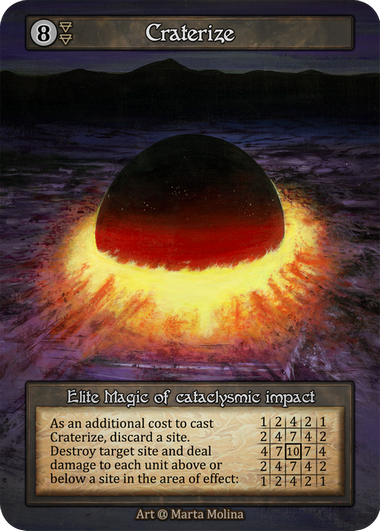 8
Craterize
Elite Magic of cataclysmic impact
As an additional cost to cast
Craterize, discard a site.
Destroy target site and deal
damage to each unit above or
below a site in the area of effect:
1 2 4 2 1
2 4 7 4 2
4 7 10 7 4
2 4 7 4 2
1 2 4 2 1
Art @ Marta Molina